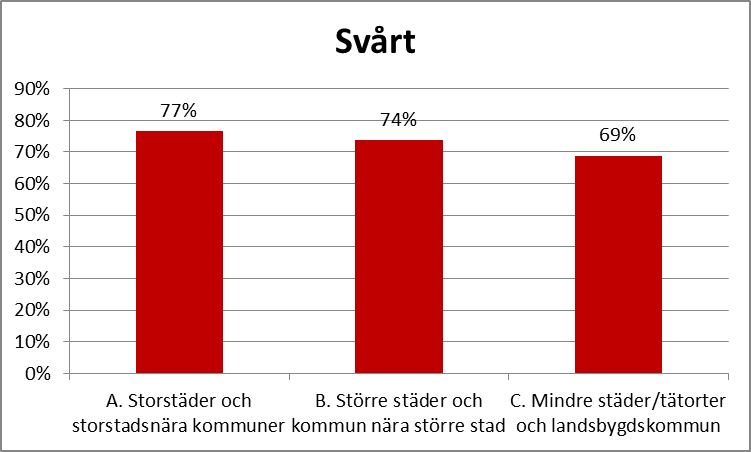 Svårt
90%
80%
70%
60%
50%
40%
30%
20%
10%
0%
77%
74%
69%
A. Storstäder och
storstadsnära kommuner
B. Större städer och
kommun nära större stad
C. Mindre städer/tätorter
och landsbygdskommun